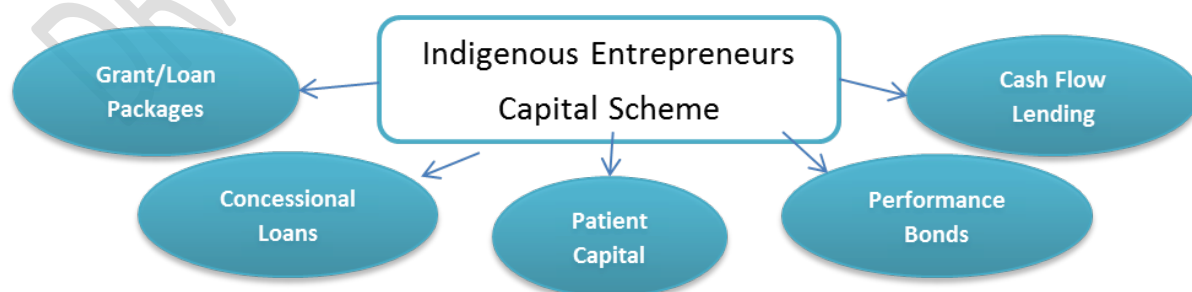 Indigenous Entrepreneurs
Capital Scheme
Grant/Loan
Packages
Concessional
Loans
Patient
Capital
Performance
Bonds
Cash Flow
Lending